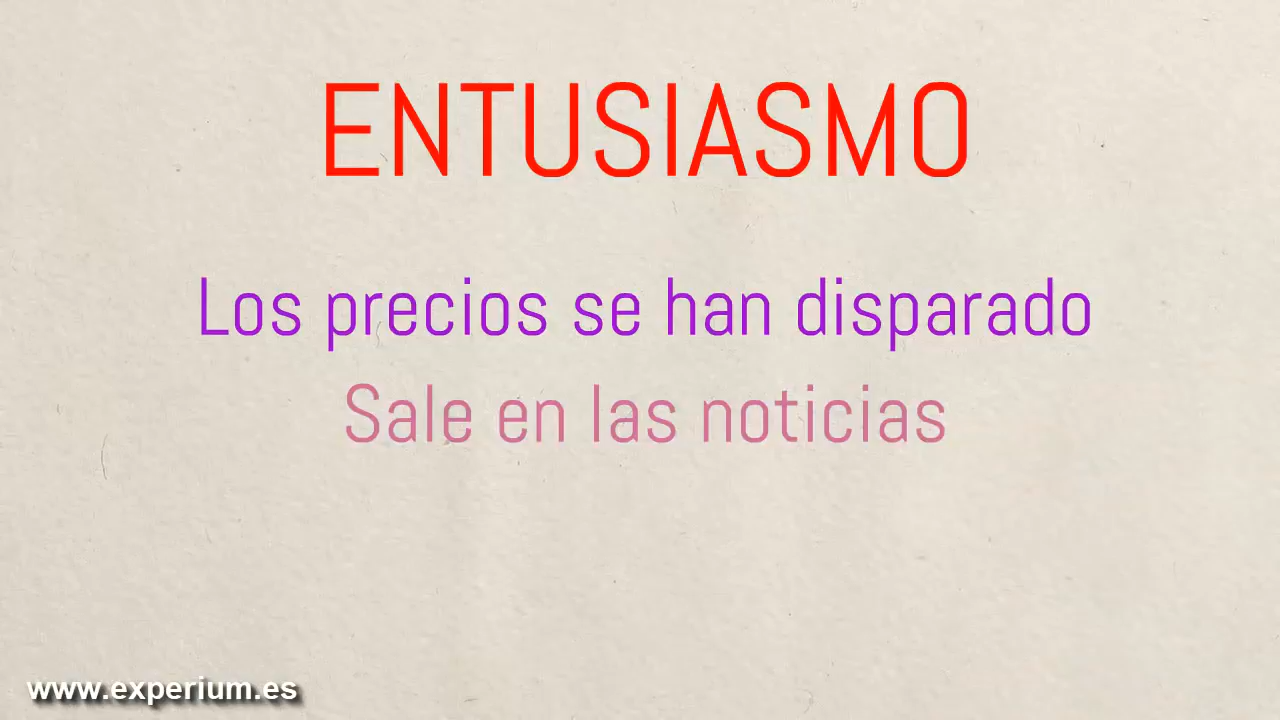 ENTUSIASMO
Los precios se han disparado
Sale en las noticias
www.experium.es